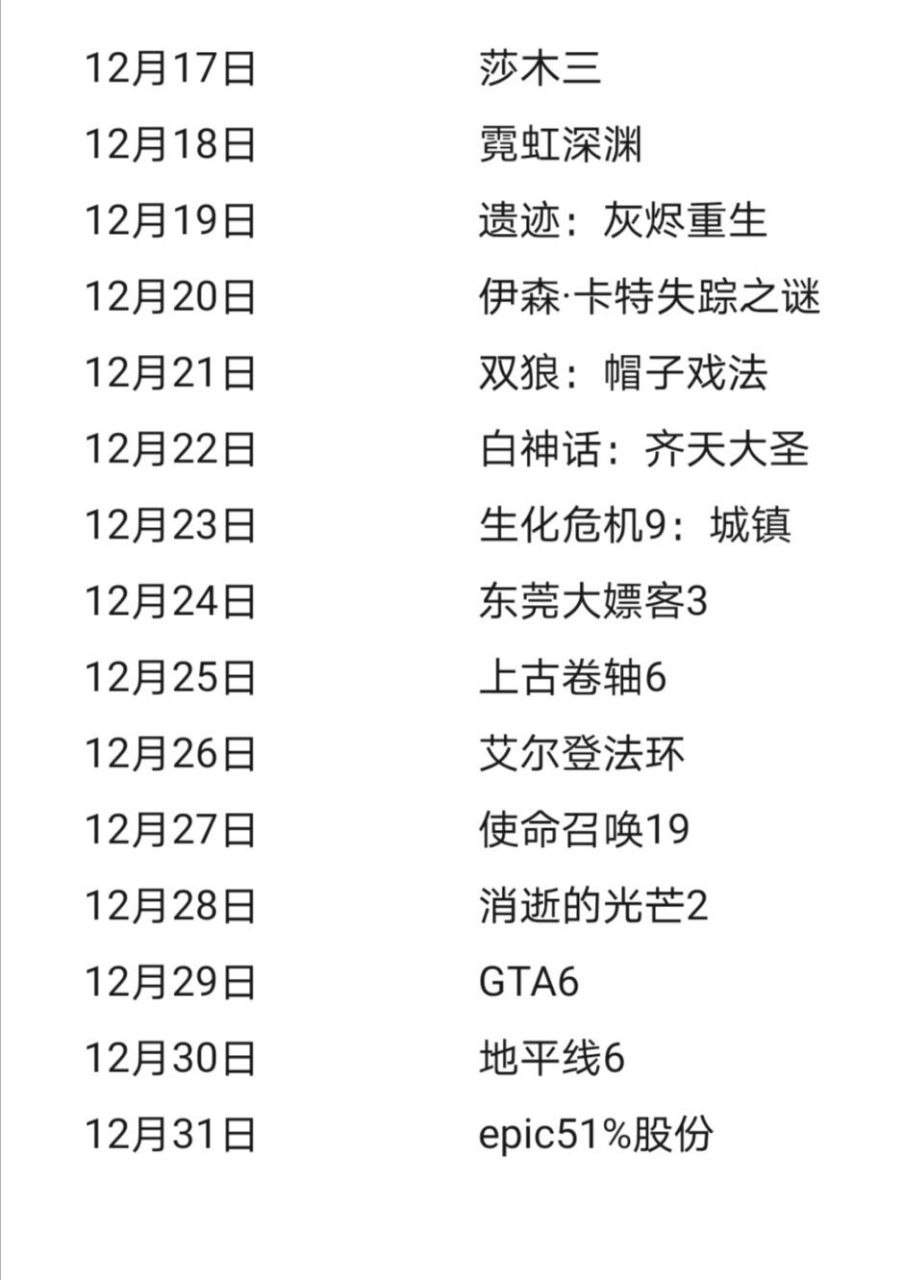 12月17日 莎木三
12月18日 霓虹深渊
12月19日 遗迹：灰烬重生
12月20日 伊森·卡特失踪之谜
12月21日 双狼：帽子戏法
12月22日 白神话：齐天大圣
12月23日 生化危机9：城镇
12月24日 东莞大嫖客3
12月25日 上古卷轴6
12月26日 艾尔登法环
12月27日 使命召唤19
12月28日 消逝的光芒2
12月29日 GTA6
12月30日 地平线6
12月31日 epic51%股份